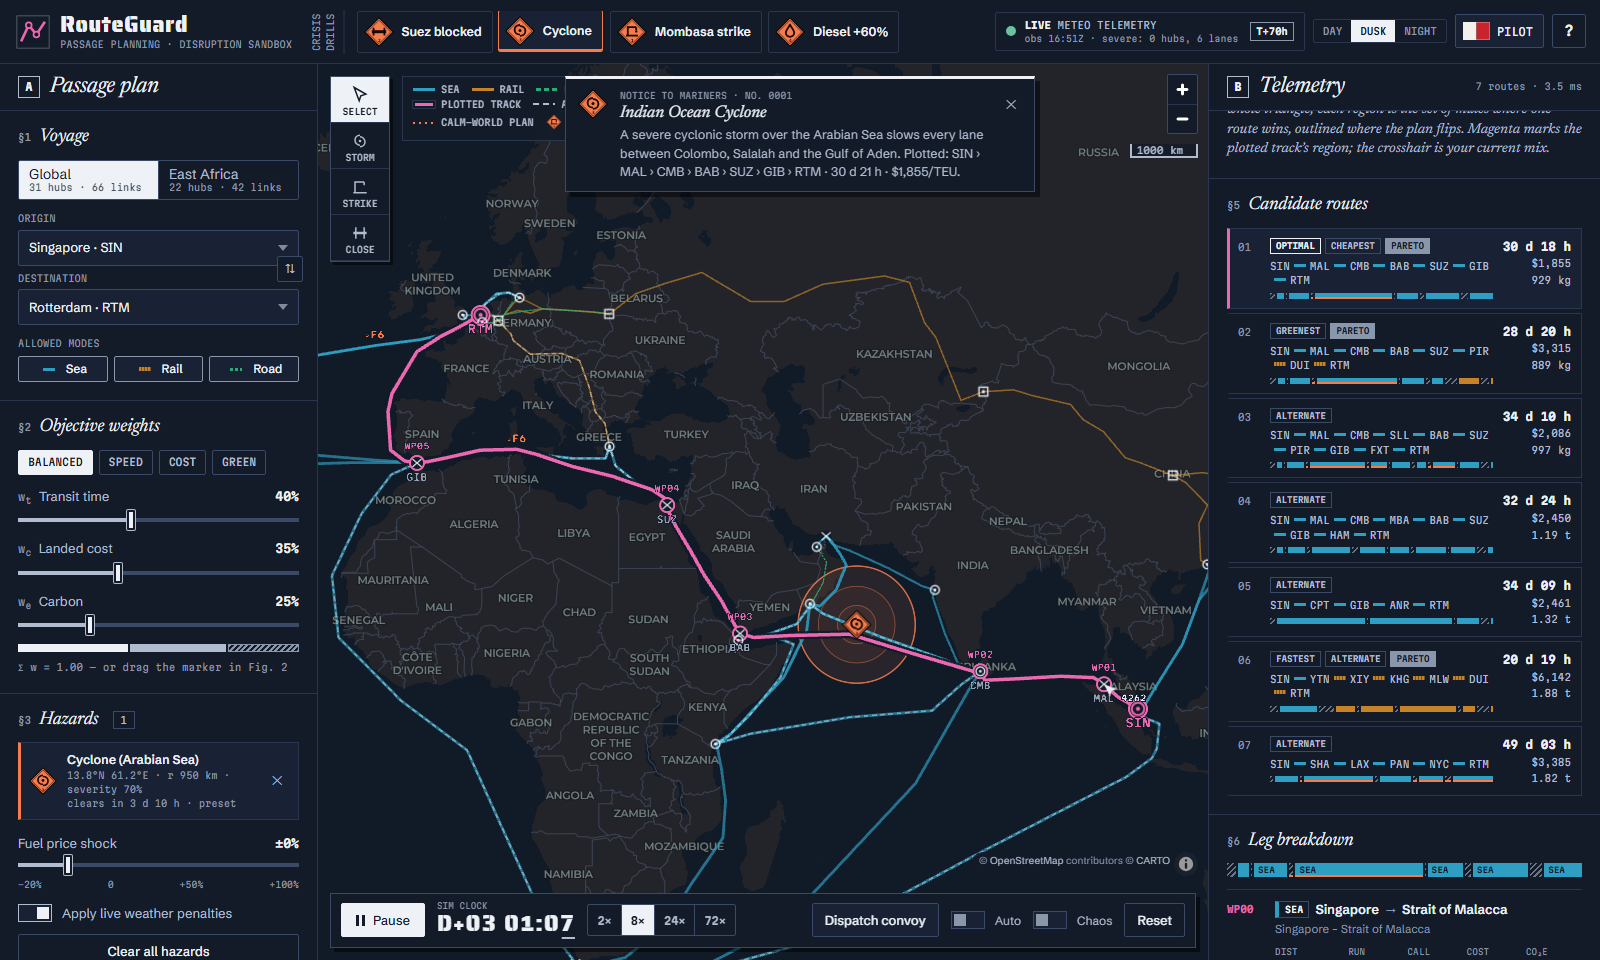 RouteGuard
PASSAGE PLANNING · DISRUPTION SANDBOX
CRISIS DRILLS
Suez blocked
Cyclone
Mombasa strike
Diesel +60%
LIVE METEO TELEMETRY
obs 16:51Z · severe: 0 hubs, 6 lanes
T+70h
DAY
DUSK
NIGHT
PILOT
?
A Passage plan
§1 Voyage
Global
31 hubs · 66 links
East Africa
22 hubs · 42 links
ORIGIN
Singapore · SIN
DESTINATION
Rotterdam · RTM
ALLOWED MODES
Sea
Rail
Road
§2 Objective weights
BALANCED
SPEED
COST
GREEN
wt Transit time 40%
wc Landed cost 35%
we Carbon 25%
Σ w = 1.00 — or drag the marker in Fig. 2
§3 Hazards 1
Cyclone (Arabian Sea)
13.8°N 61.2°E · r 950 km ·
severity 70%
clears in 3 d 10 h · preset
Fuel price shock ±0%
-20% 0 +50% +100%
Apply live weather penalties
Clear all hazards
SELECT
STORM
STRIKE
CLOSE
SEA
RAIL
PLOTTED TRACK
CALM-WORLD PLAN
NOTICE TO MARINERS · NO. 0001
Indian Ocean Cyclone
A severe cyclonic storm over the Arabian Sea slows every lane
between Colombo, Salalah and the Gulf of Aden. Plotted: SIN ›
MAL › CMB › BAB › SUZ › GIB › RTM · 30 d 21 h · $1,855/TEU.
+
−
1000 km
RUSSIA
NORWAY
SWEDEN
ESTONIA
DENMARK
UNITED
KINGDOM
BELARUS
RTM
GERMANY
-F6
UKRAINE
FRANCE
AUSTRIA
ROMANIA
KAZAKHSTAN
MONGOLIA
ITALY
UZBEKISTAN
SPAIN
WP05
GIB
-F6
GREECE
TURKEY
CHINA
TUNISIA
MOROCCO
WP04
SUZ
IRAQ
IRAN
PAKISTAN
NEPAL
ALGERIA
LIBYA
EGYPT
SAUDI
ARABIA
BANGLADESH
INDIA
MAURITANIA
MALI
NIGER
CHAD
SUDAN
YEMEN
MYANMAR
VIETNAM
SENEGAL
WP03
BAB
ETHIOPIA
NIGERIA
CÔTE
D'IVOIRE
SOUTH
SUDAN
WP02
CMB
WP01
MAL
4262
SIN
GABON
DEMOCRATIC
REPUBLIC
OF THE
CONGO
KENYA
TANZANIA
ANGOLA
ZAMBIA
MOZAMBIQUE
NAMIBIA
© OpenStreetMap contributors © CARTO
Pause
SIM CLOCK
D+03 01:07
2×
8×
24×
72×
Dispatch convoy
Auto
Chaos
Reset
B Telemetry
7 routes · 3.5 ms
route wins, outlined where the plan flips. Magenta marks the
plotted track's region; the crosshair is your current mix.
§5 Candidate routes
01 OPTIMAL CHEAPEST PARETO 30 d 18 h
SIN MAL CMB BAB SUZ GIB $1,855
RTM 929 kg
02 GREENEST PARETO 28 d 20 h
SIN MAL CMB BAB SUZ PIR $3,315
DUI RTM 889 kg
03 ALTERNATE 34 d 10 h
SIN MAL CMB SLL BAB SUZ $2,086
PIR GIB FXT RTM 997 kg
04 ALTERNATE 32 d 24 h
SIN MAL CMB MBA BAB SUZ $2,450
GIB HAM RTM 1.19 t
05 ALTERNATE 34 d 09 h
SIN CPT GIB ANR RTM $2,461
1.32 t
06 FASTEST ALTERNATE PARETO 20 d 19 h
SIN YTN XIY KHG MLW DUI $6,142
RTM 1.88 t
07 ALTERNATE 49 d 03 h
SIN SHA LAX PAN NYC RTM $3,385
1.82 t
§6 Leg breakdown
SEA SEA SEA SEA SEA
WP00 SEA Singapore → Strait of Malacca
Singapore – Strait of Malacca
DIST RUN CALL COST CO₂E